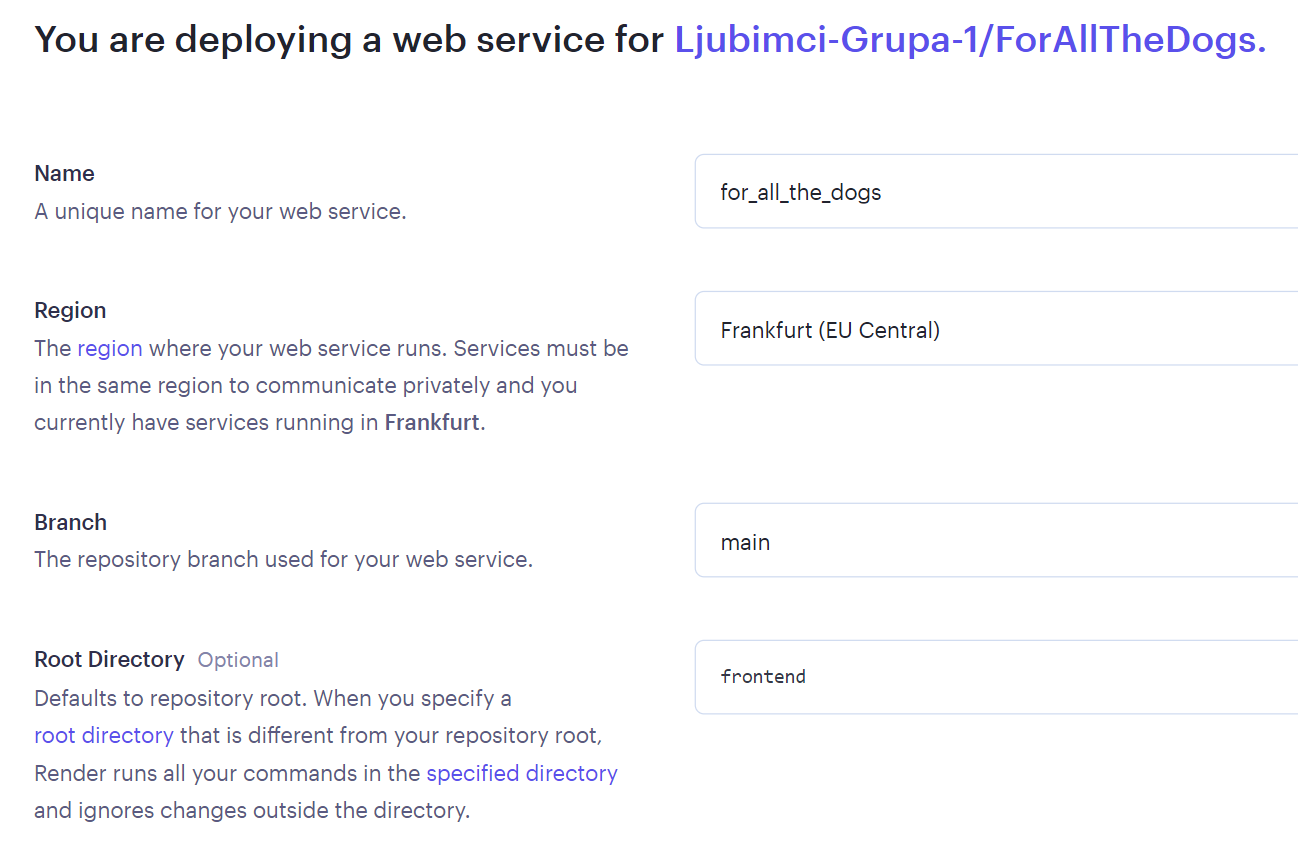 You are deploying a web service for Ljubimci-Grupa-1/ForAllTheDogs.
Name
A unique name for your web service.
for_all_the_dogs
Region
The region where your web service runs. Services must be
in the same region to communicate privately and you
currently have services running in Frankfurt.
Frankfurt (EU Central)
Branch
The repository branch used for your web service.
main
Root Directory Optional
Defaults to repository root. When you specify a
root directory that is different from your repository root,
Render runs all your commands in the specified directory
and ignores changes outside the directory.
frontend